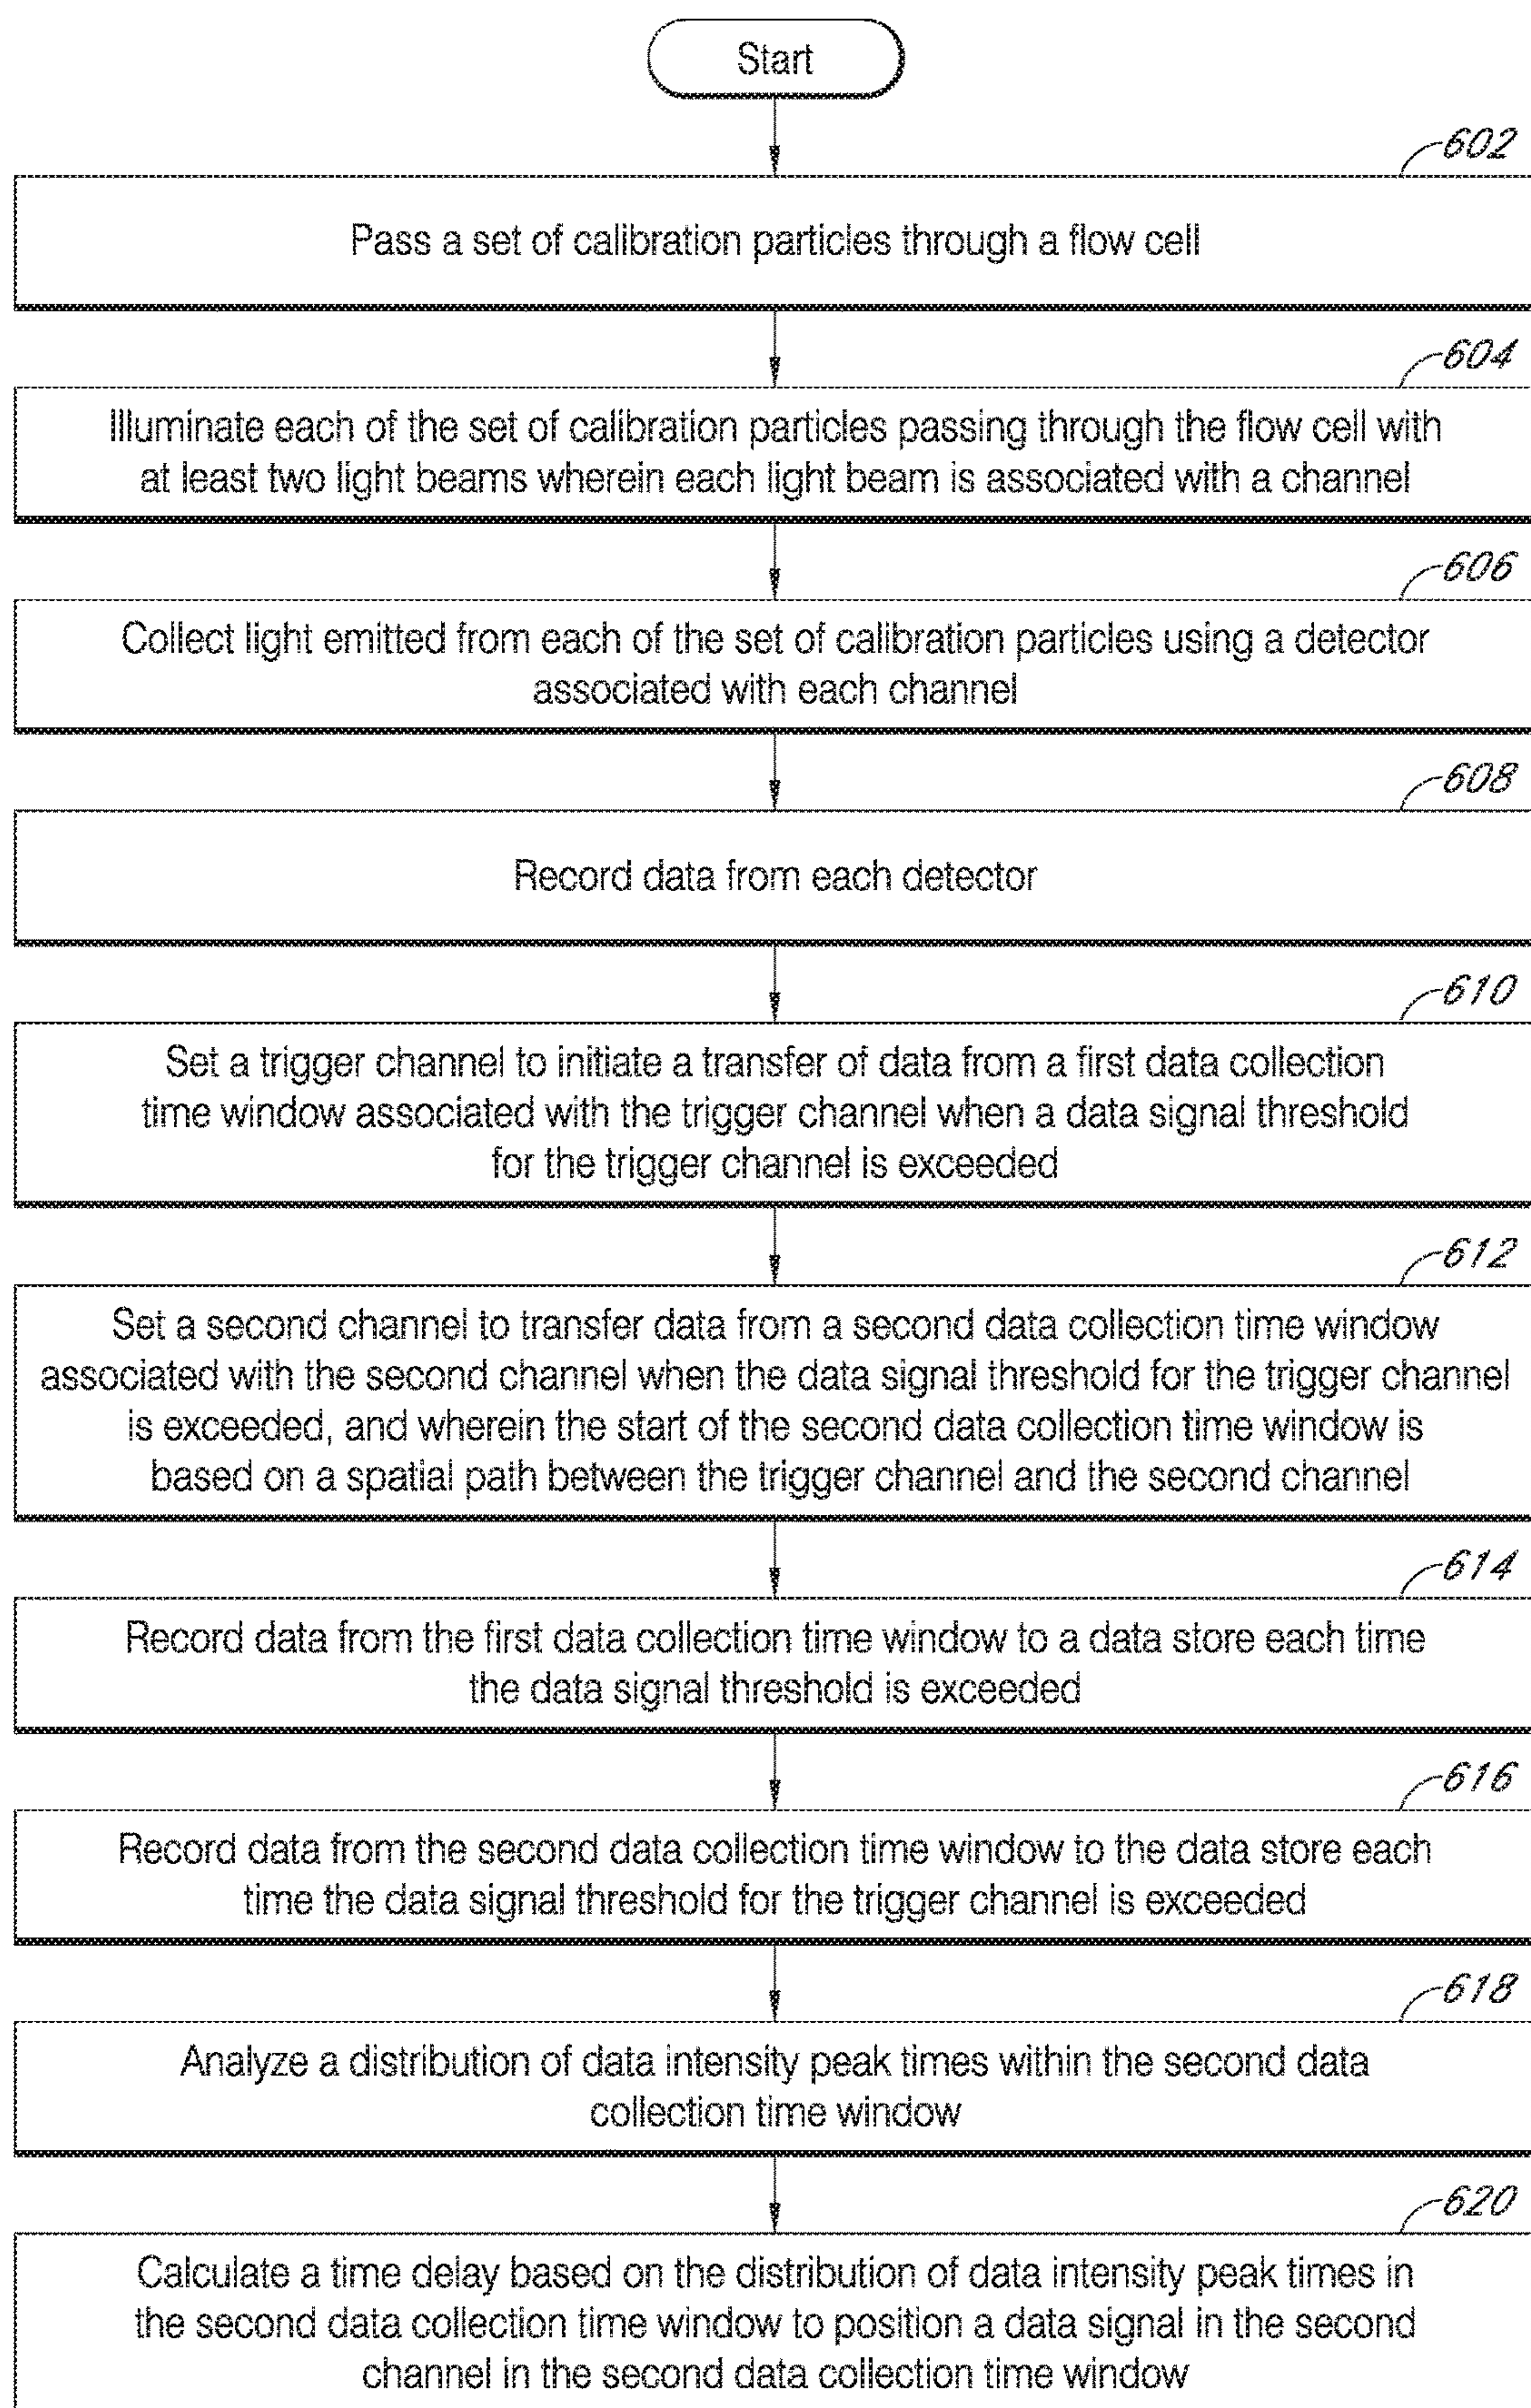 Start
602
Pass a set of calibration particles through a flow cell
604
Illuminate each of the set of calibration particles passing through the flow cell with
at least two light beams wherein each light beam is associated with a channel
606
Collect light emitted from each of the set of calibration particles using a detector
associated with each channel
608
Record data from each detector
610
Set a trigger channel to initiate a transfer of data from a first data collection
time window associated with the trigger channel when a data signal threshold
for the trigger channel is exceeded
612
Set a second channel to transfer data from a second data collection time window
associated with the second channel when the data signal threshold for the trigger channel
is exceeded, and wherein the start of the second data collection time window is
based on a spatial path between the trigger channel and the second channel
614
Record data from the first data collection time window to a data store each time
the data signal threshold is exceeded
616
Record data from the second data collection time window to the data store each
time the data signal threshold for the trigger channel is exceeded
618
Analyze a distribution of data intensity peak times within the second data
collection time window
620
Calculate a time delay based on the distribution of data intensity peak times in
the second data collection time window to position a data signal in the second
channel in the second data collection time window